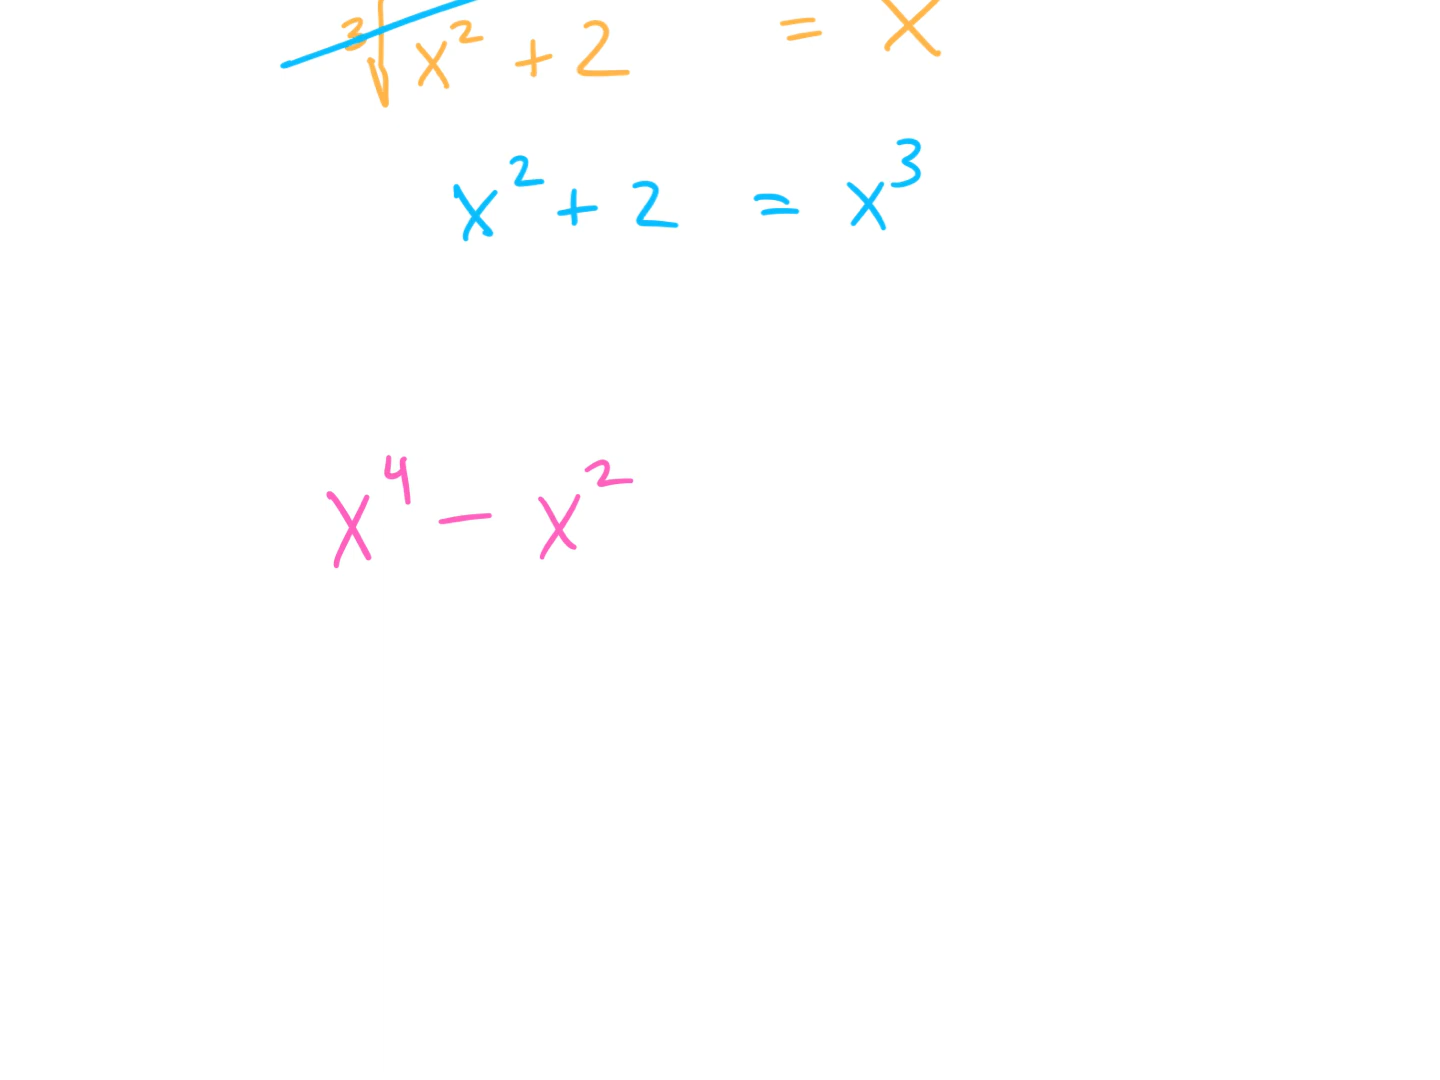 ∛x² + 2 = x
x² + 2 = x³
x⁴ − x²